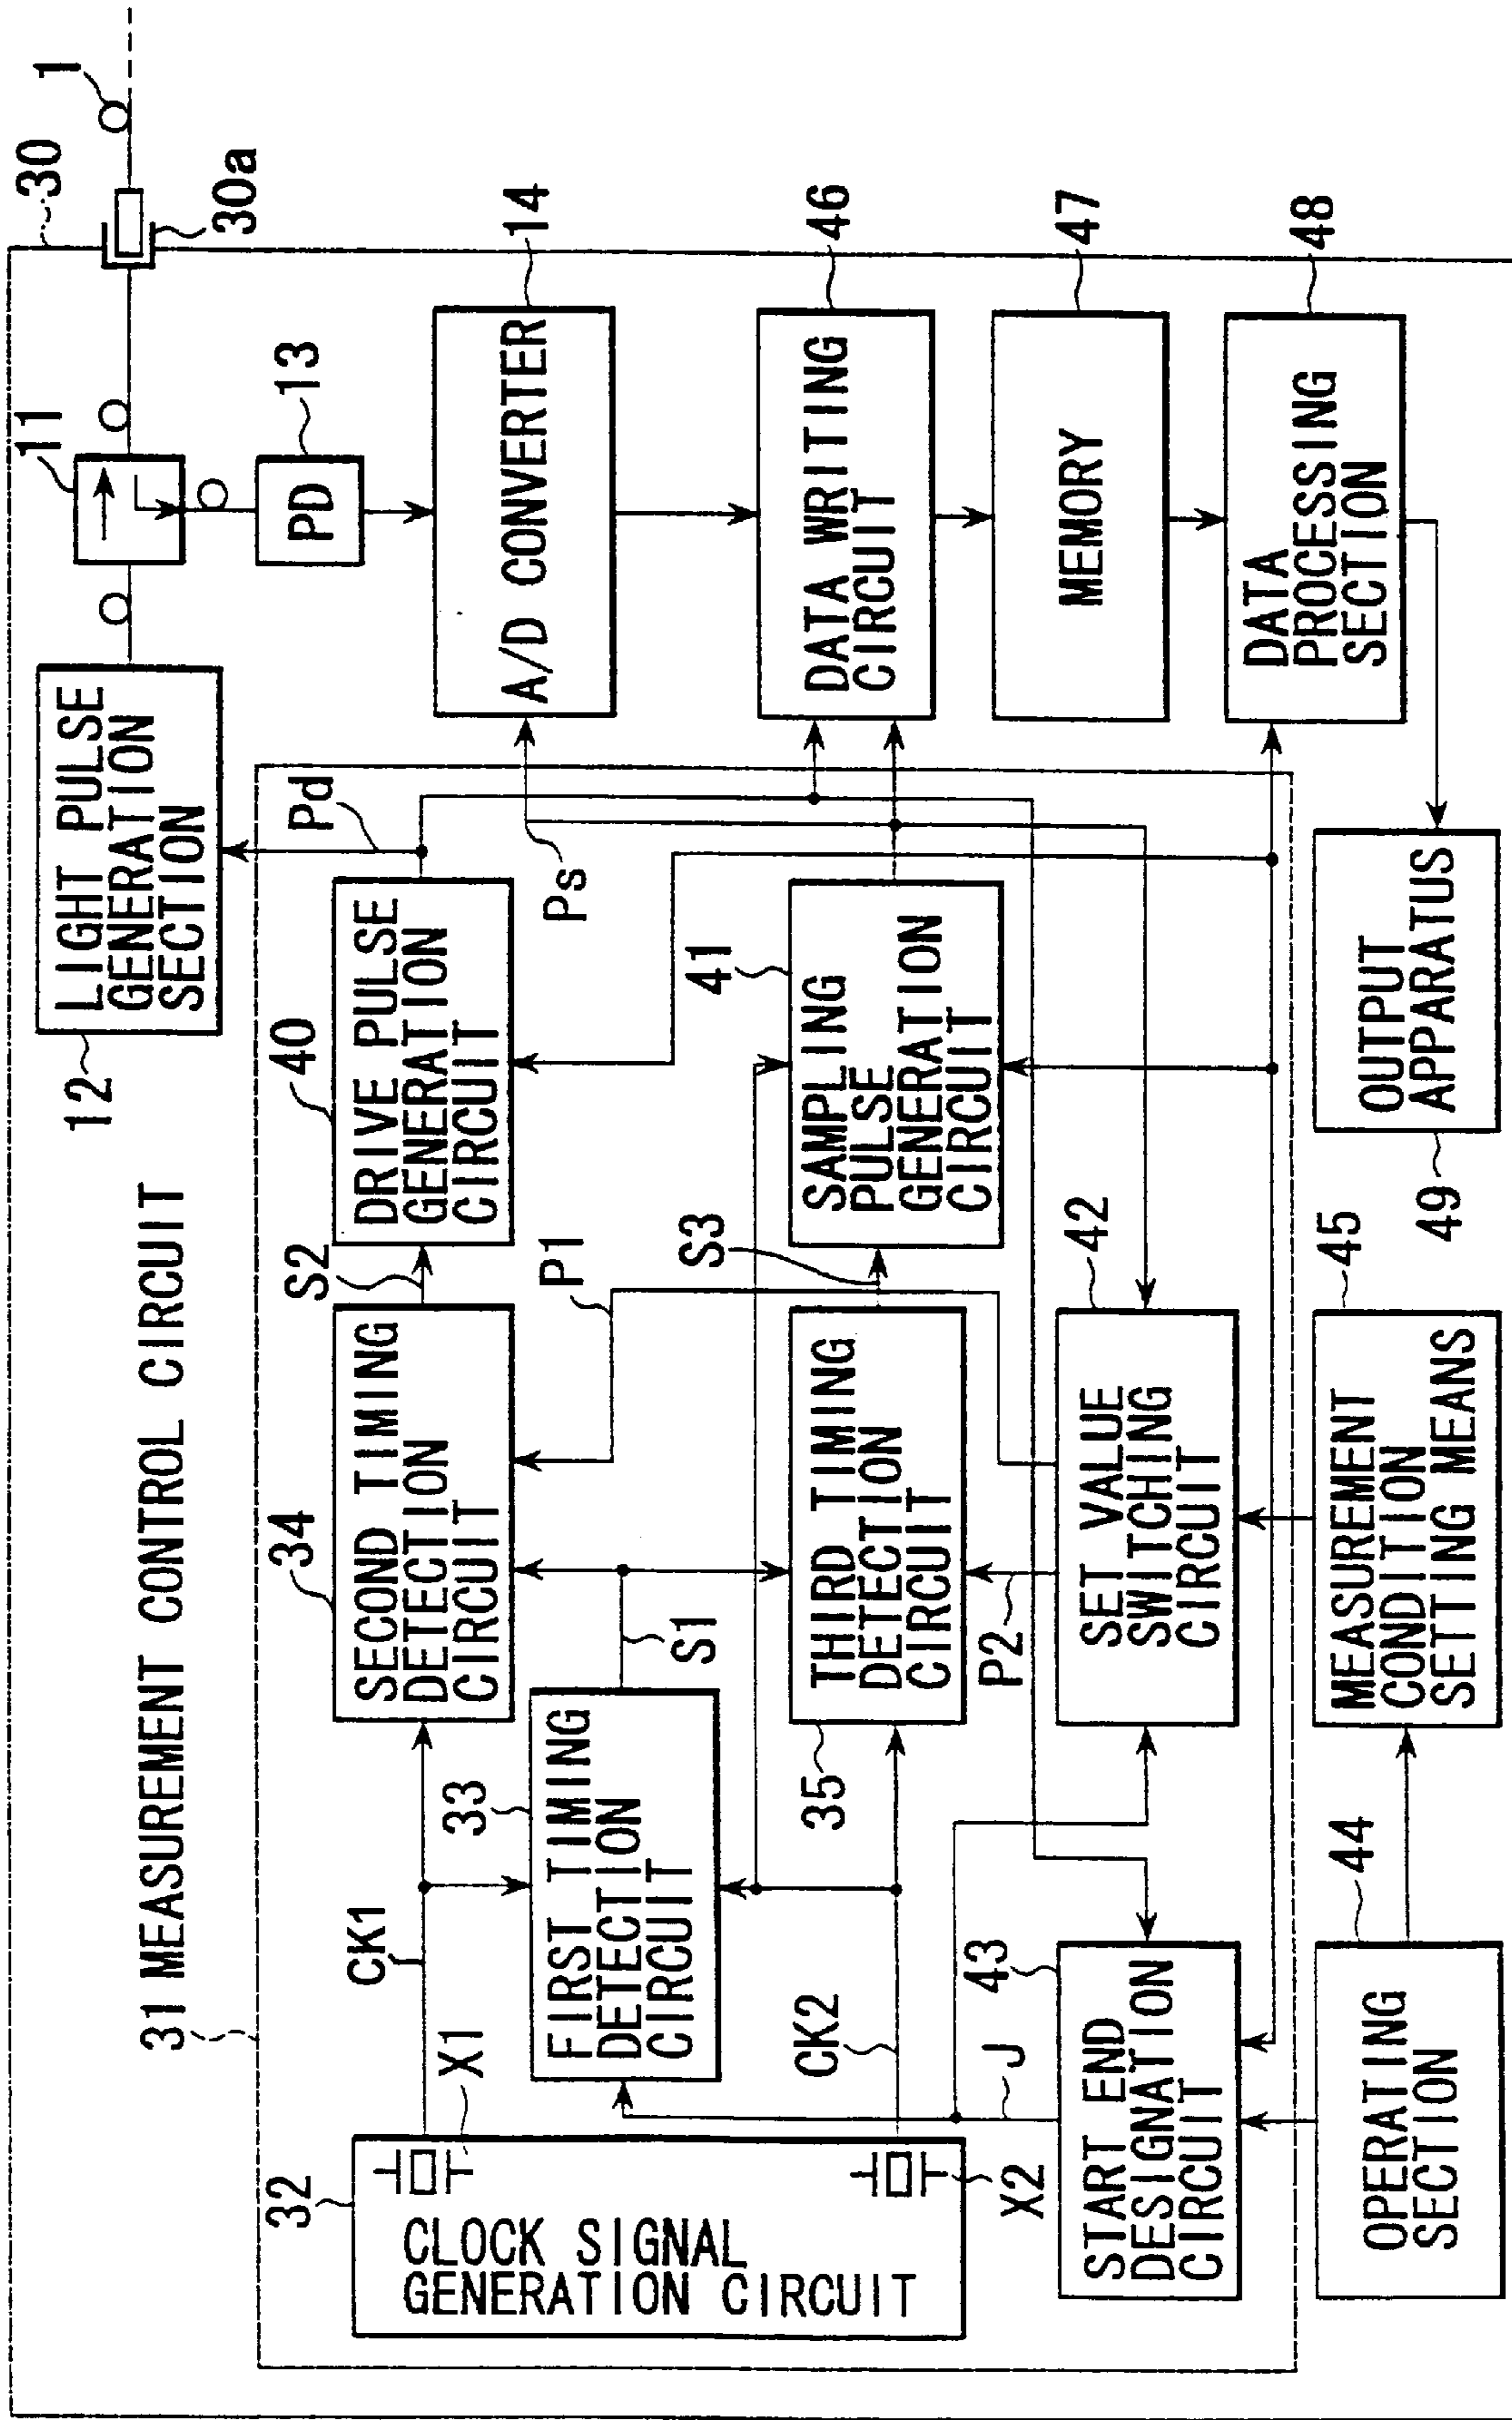 31 MEASUREMENT CONTROL CIRCUIT
30
1
30a
11
12
LIGHT PULSE
GENERATION
SECTION
PD
13
Pd
Ps
A/D CONVERTER
14
32
CLOCK SIGNAL
GENERATION CIRCUIT
X1
X2
CK1
CK2
33
FIRST TIMING
DETECTION
CIRCUIT
S1
34
SECOND TIMING
DETECTION
CIRCUIT
S2
P1
40
DRIVE PULSE
GENERATION
CIRCUIT
35
THIRD TIMING
DETECTION
CIRCUIT
S3
P2
41
SAMPLING
PULSE
GENERATION
CIRCUIT
DATA WRITING
CIRCUIT
46
MEMORY
47
42
SET VALUE
SWITCHING
CIRCUIT
J
43
START END
DESIGNATION
CIRCUIT
DATA
PROCESSING
SECTION
48
44
OPERATING
SECTION
45
MEASUREMENT
CONDITION
SETTING MEANS
49
OUTPUT
APPARATUS